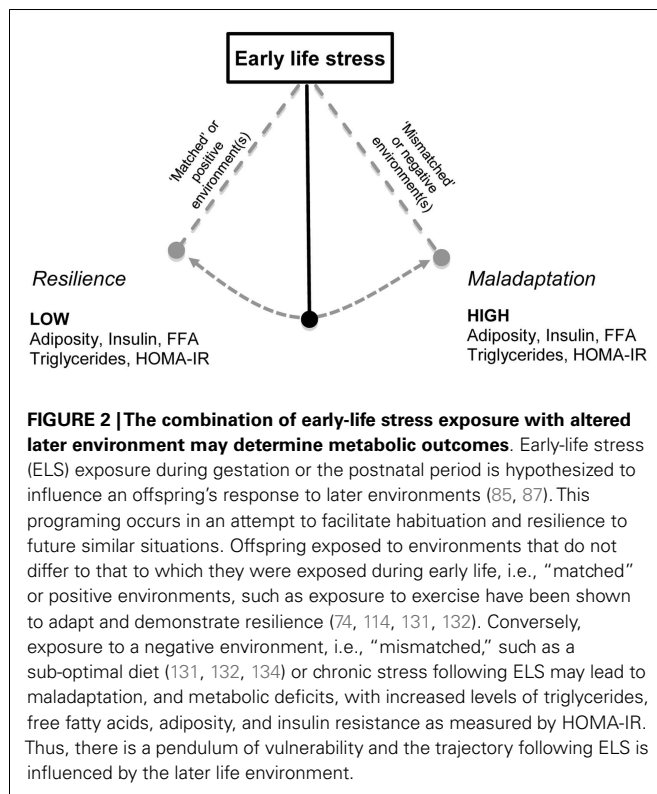 Early life stress
'Matched' or
positive
environment(s)
'Mismatched'
or negative
environment(s)
Resilience
Maladaptation
LOW
Adiposity, Insulin, FFA
Triglycerides, HOMA-IR
HIGH
Adiposity, Insulin, FFA
Triglycerides, HOMA-IR
FIGURE 2 | The combination of early-life stress exposure with altered
later environment may determine metabolic outcomes. Early-life stress
(ELS) exposure during gestation or the postnatal period is hypothesized to
influence an offspring's response to later environments (85, 87). This
programing occurs in an attempt to facilitate habituation and resilience to
future similar situations. Offspring exposed to environments that do not
differ to that to which they were exposed during early life, i.e., “matched”
or positive environments, such as exposure to exercise have been shown
to adapt and demonstrate resilience (74, 114, 131, 132). Conversely,
exposure to a negative environment, i.e., “mismatched,” such as a
sub-optimal diet (131, 132, 134) or chronic stress following ELS may lead to
maladaptation, and metabolic deficits, with increased levels of triglycerides,
free fatty acids, adiposity, and insulin resistance as measured by HOMA-IR.
Thus, there is a pendulum of vulnerability and the trajectory following ELS is
influenced by the later life environment.